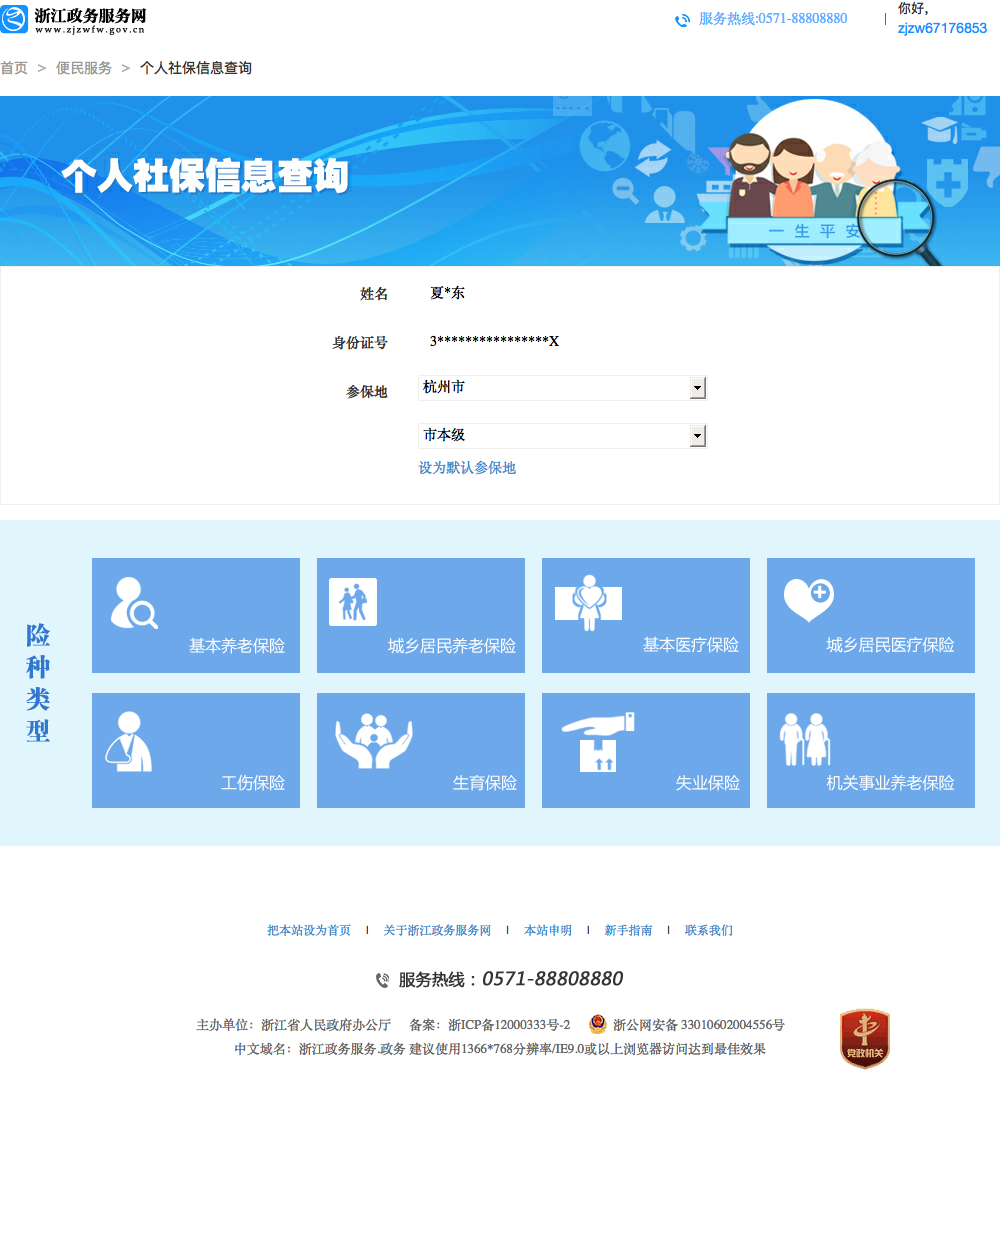 浙江政务服务网
www.zjzwfw.gov.cn
服务热线:0571-88808880
你好,
zjzw67176853
首页 > 便民服务 > 个人社保信息查询
个人社保信息查询
一生平安
姓名 夏*东
身份证号 3****************X
参保地 杭州市
市本级
设为默认参保地
险种类型
基本养老保险
城乡居民养老保险
基本医疗保险
城乡居民医疗保险
工伤保险
生育保险
失业保险
机关事业养老保险
把本站设为首页 | 关于浙江政务服务网 | 本站申明 | 新手指南 | 联系我们
服务热线：0571-88808880
主办单位：浙江省人民政府办公厅 备案：浙ICP备12000333号-2 浙公网安备 33010602004556号
中文域名：浙江政务服务.政务 建议使用1366*768分辨率/IE9.0或以上浏览器访问达到最佳效果
党政机关